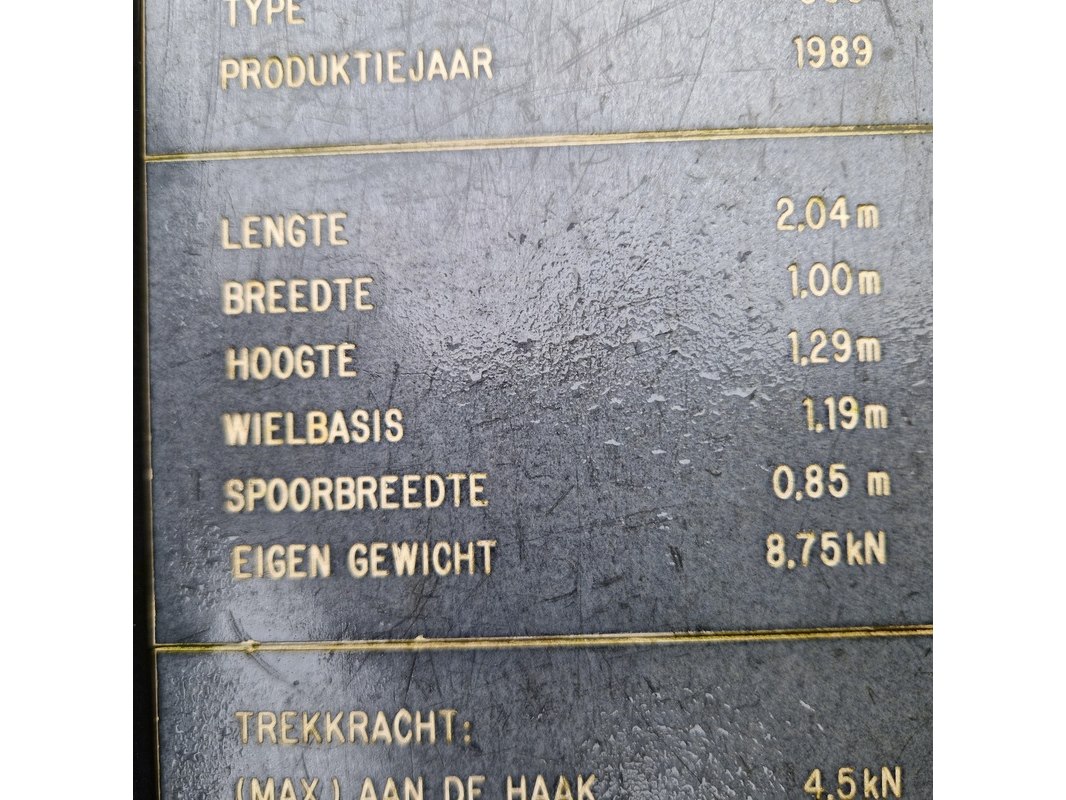 TYPE
PRODUKTIEJAAR 1989
LENGTE 2.04 m
BREEDTE 1.00 m
HOOGTE 1.29 m
WIELBASIS 1.19 m
SPOORBREEDTE 0.85 m
EIGEN GEWICHT 8.75 kN
TREKKRACHT:
(MAX.) AAN DE HAAK 4.5 kN